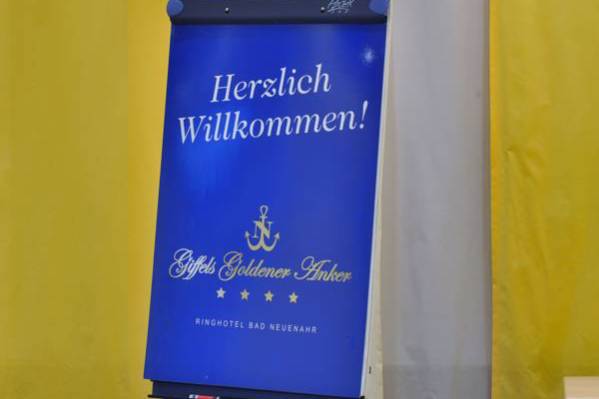 Herzlich
Willkommen!
N
Giffels Goldener Anker
RINGHOTEL BAD NEUENAHR